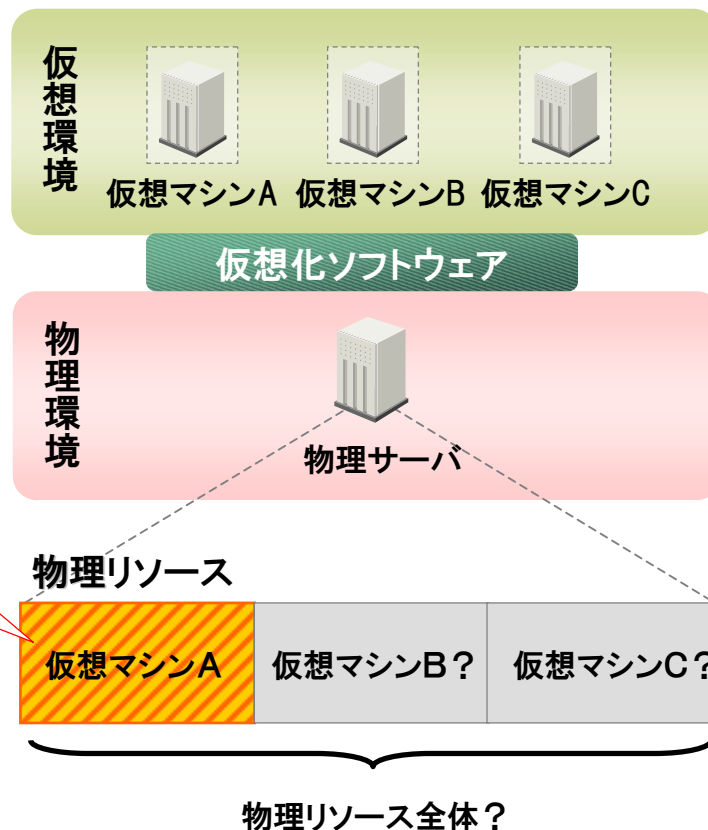 仮想環境
仮想マシンA 仮想マシンB 仮想マシンC
仮想化ソフトウェア
物理環境
物理サーバ
物理リソース
仮想マシンA 仮想マシンB？ 仮想マシンC？
物理リソース全体？